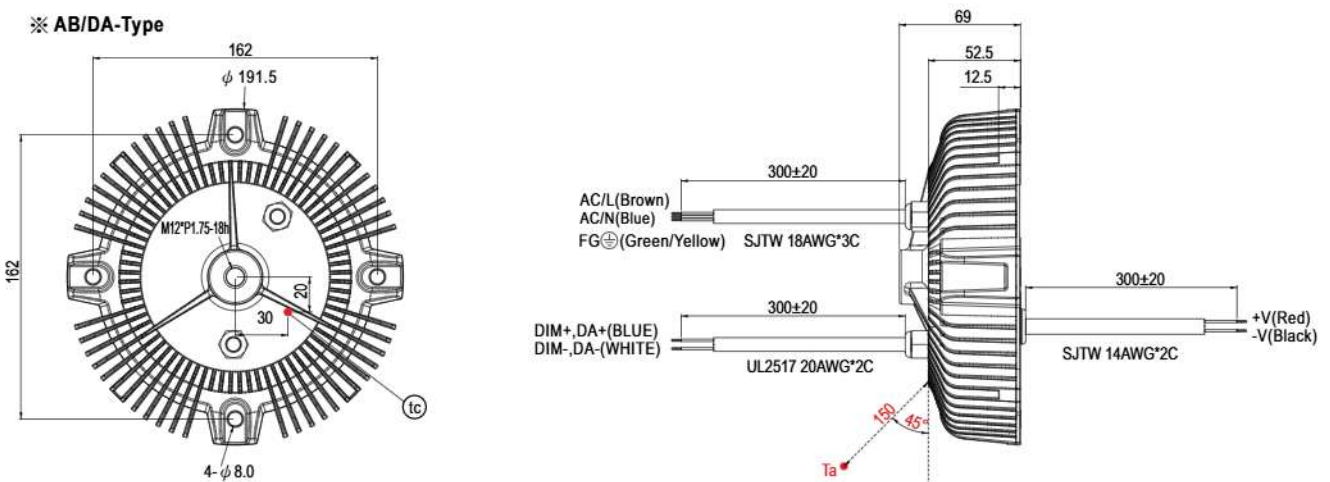 ※ AB/DA-Type
162
φ 191.5
162
M12*P1.75-18h
20
30
tc
4- φ 8.0
69
52.5
12.5
300±20
AC/L(Brown)
AC/N(Blue)
FG⏚(Green/Yellow)
SJTW 18AWG*3C
300±20
DIM+,DA+(BLUE)
DIM-,DA-(WHITE)
UL2517 20AWG*2C
300±20
+V(Red)
-V(Black)
SJTW 14AWG*2C
150
45°
Ta